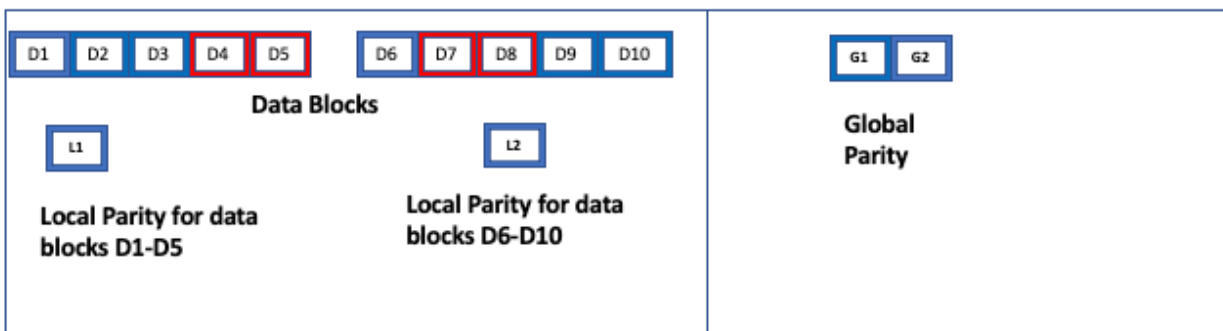 D1 D2 D3 D4 D5 D6 D7 D8 D9 D10
Data Blocks
L1
Local Parity for data
blocks D1-D5
L2
Local Parity for data
blocks D6-D10
G1 G2
Global
Parity